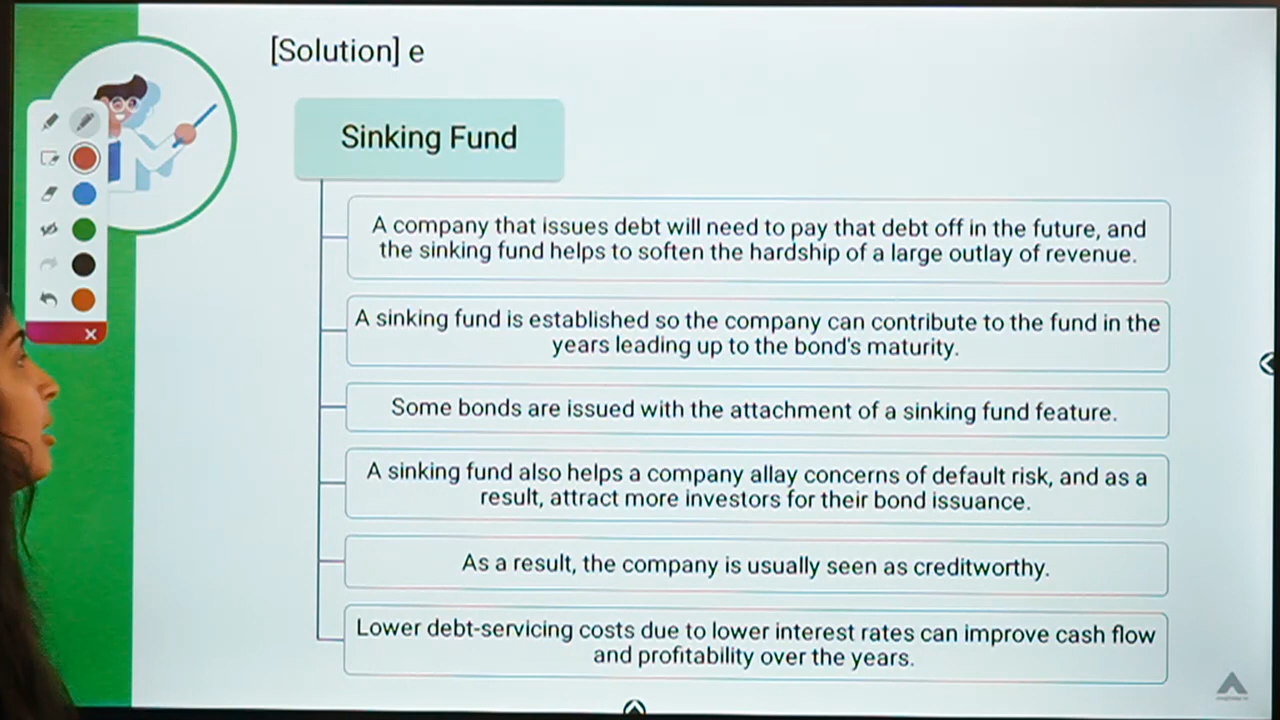 [Solution] e
Sinking Fund
A company that issues debt will need to pay that debt off in the future, and
the sinking fund helps to soften the hardship of a large outlay of revenue.
A sinking fund is established so the company can contribute to the fund in the
years leading up to the bond's maturity.
Some bonds are issued with the attachment of a sinking fund feature.
A sinking fund also helps a company allay concerns of default risk, and as a
result, attract more investors for their bond issuance.
As a result, the company is usually seen as creditworthy.
Lower debt-servicing costs due to lower interest rates can improve cash flow
and profitability over the years.